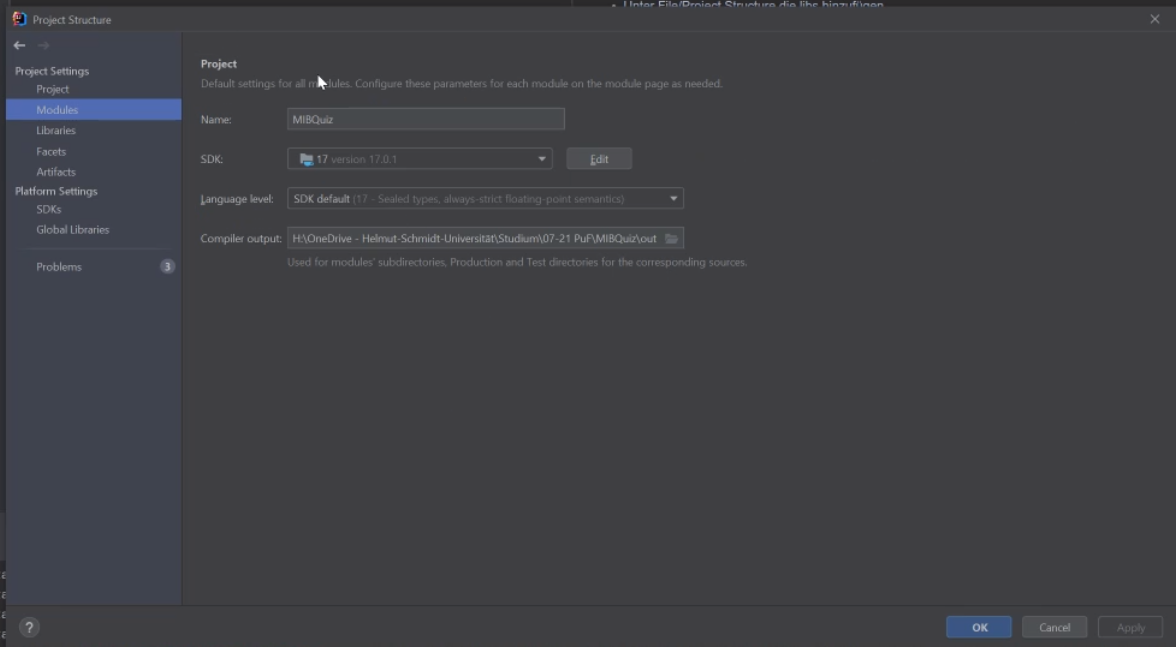 Unter File/Project Structure die libs hinzufügen
Project Structure
Project Settings
Project
Modules
Libraries
Facets
Artifacts
Platform Settings
SDKs
Global Libraries
Problems 3
Project
Default settings for all modules. Configure these parameters for each module on the module page as needed.
Name: MIBQuiz
SDK: 17 version 17.0.1 Edit
Language level: SDK default (17 - Sealed types, always-strict floating-point semantics)
Compiler output: H:\OneDrive - Helmut-Schmidt-Universität\Studium\07-21 PuF\MIBQuiz\out
Used for modules' subdirectories, Production and Test directories for the corresponding sources.
? OK Cancel Apply